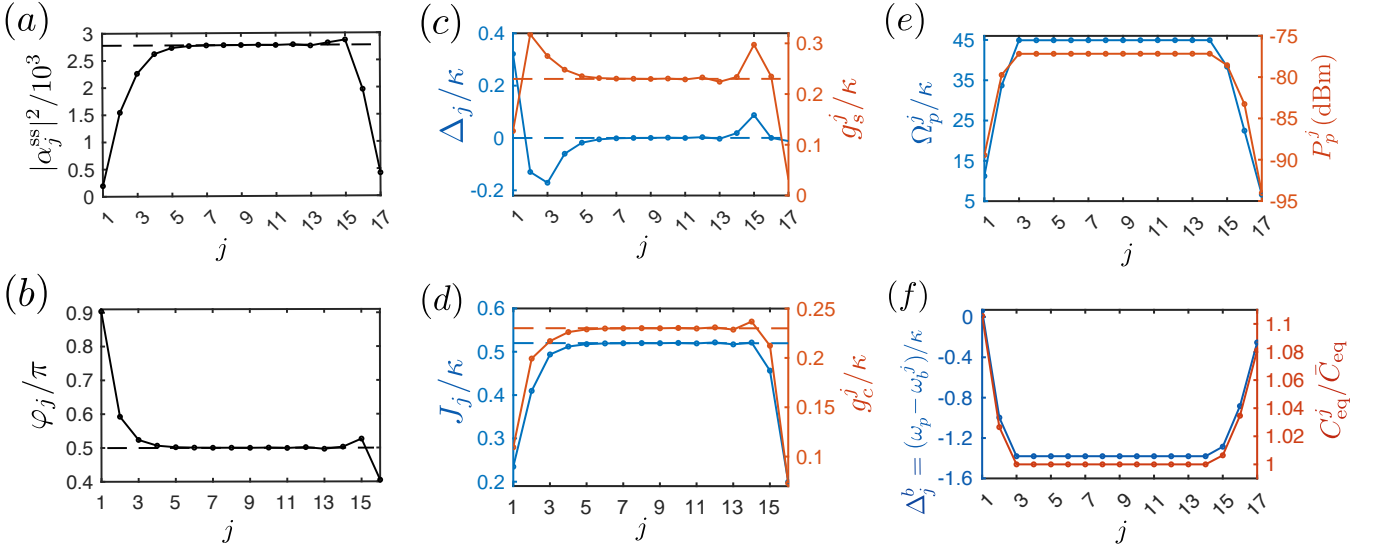 (a)
|α_j^ss|²/10³
3
2.5
2
1.5
1
0.5
0
1 3 5 7 9 11 13 15 17
j
(b)
φ_j/π
0.9
0.8
0.7
0.6
0.5
0.4
1 3 5 7 9 11 13 15
j
(c)
Δ_j/κ
0.4
0.2
0
-0.2
g_s^j/κ
0.3
0.2
0.1
0
1 3 5 7 9 11 13 15 17
j
(d)
J_j/κ
0.6
0.5
0.4
0.3
0.2
g_c^j/κ
0.25
0.2
0.15
0.1
1 3 5 7 9 11 13 15
j
(e)
Ω_p^j/κ
45
35
25
15
5
P_p^j (dBm)
-75
-80
-85
-90
-95
1 3 5 7 9 11 13 15 17
j
(f)
Δ_j^b = (ω_p − ω_b^j)/κ
0
-0.4
-0.8
-1.2
-1.6
C_eq^j/C̄_eq
1.1
1.08
1.06
1.04
1.02
1
1 3 5 7 9 11 13 15 17
j